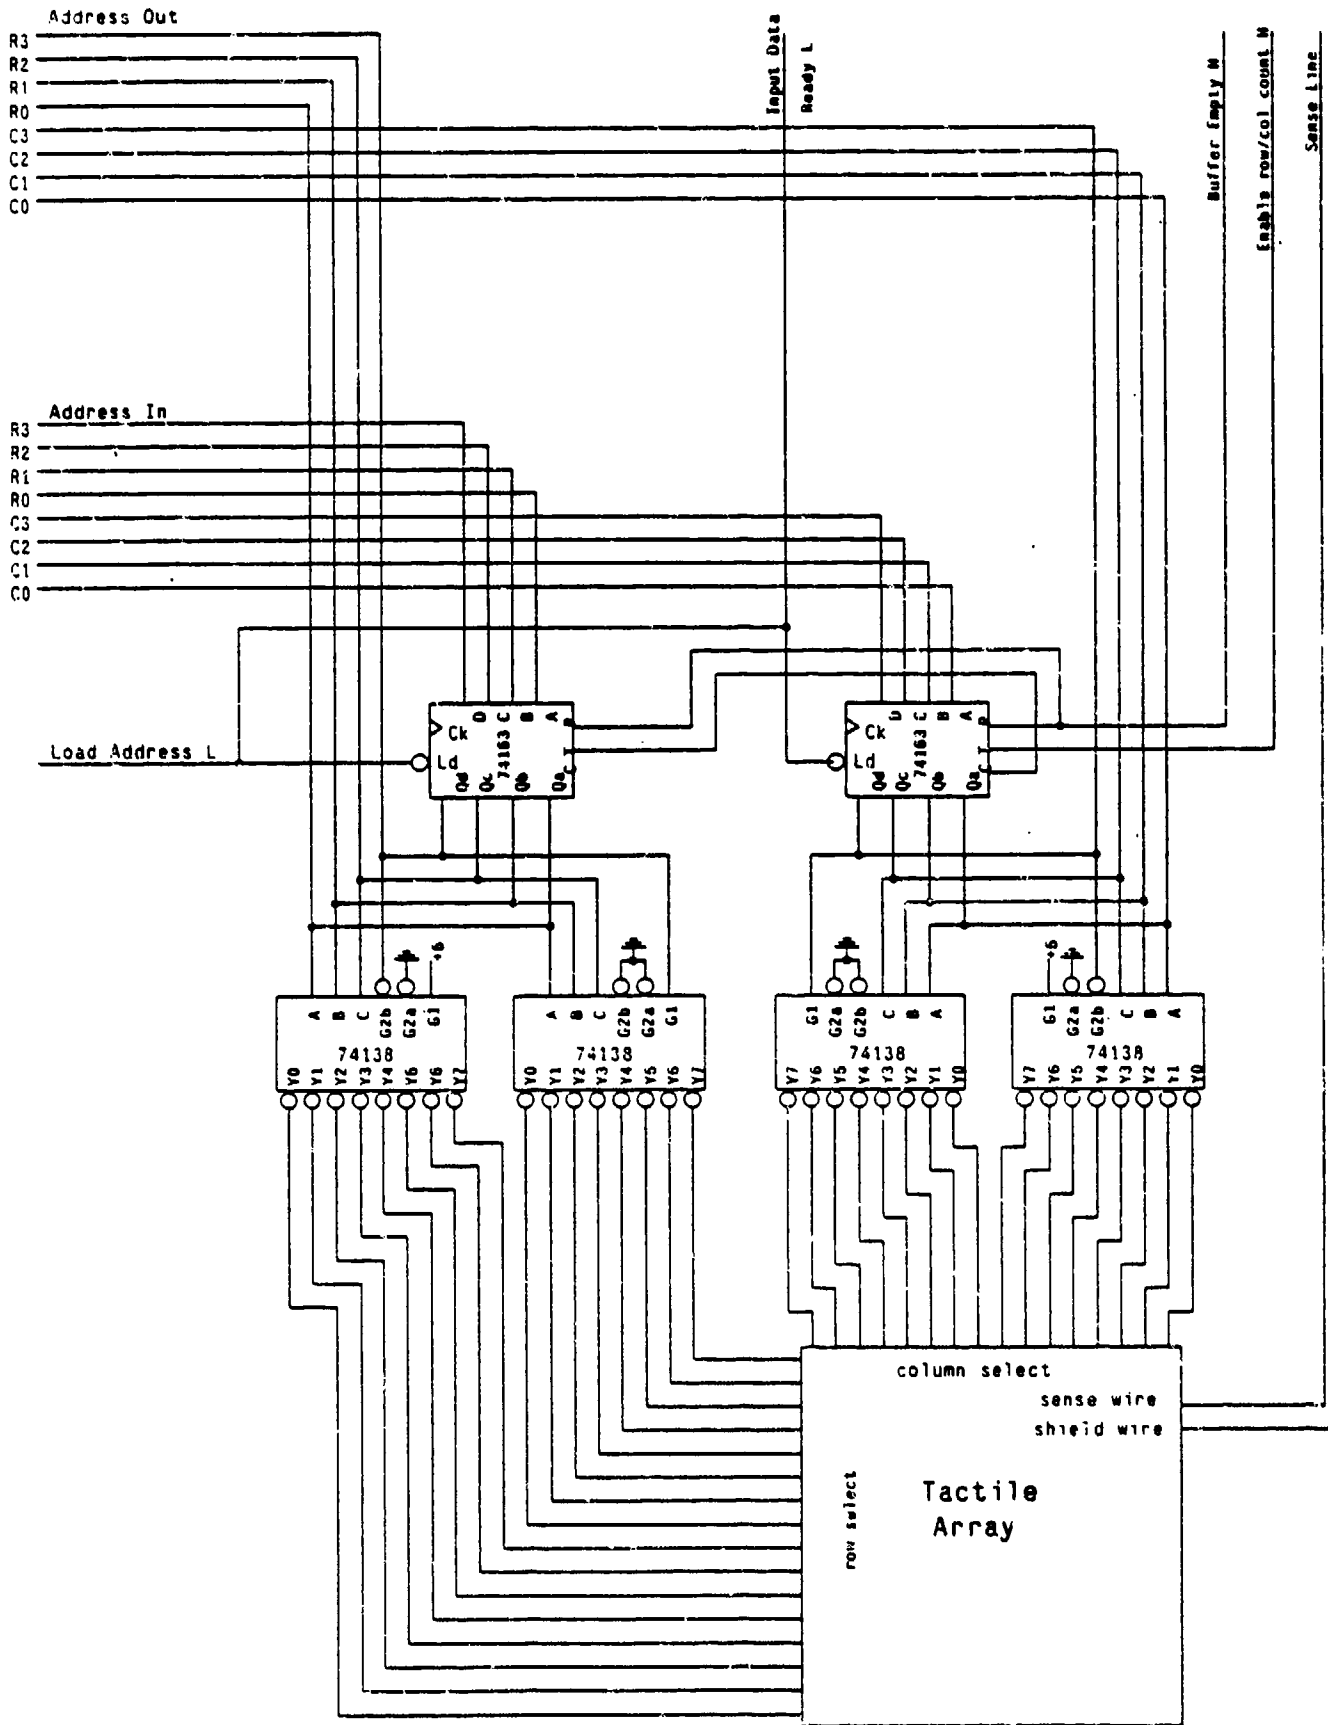 Address Out
R3
R2
R1
R0
C3
C2
C1
C0
Input Data
Ready L
Buffer Empty H
Enable row/col count H
Sense Line
Address In
R3
R2
R1
R0
C3
C2
C1
C0
Load Address L
Ck
D C B A
P
T
C
Ld
74163
Qd Qc Qb Qa
Ck
D C B A
P
T
C
Ld
74163
Qd Qc Qb Qa
+5
+5
A B C G2b G2a G1
74138
Y0 Y1 Y2 Y3 Y4 Y5 Y6 Y7
A B C G2b G2a G1
74138
Y0 Y1 Y2 Y3 Y4 Y5 Y6 Y7
G1 G2a G2b C B A
74138
Y7 Y6 Y5 Y4 Y3 Y2 Y1 Y0
G1 G2a G2b C B A
74138
Y7 Y6 Y5 Y4 Y3 Y2 Y1 Y0
column select
sense wire
shield wire
row select
Tactile
Array